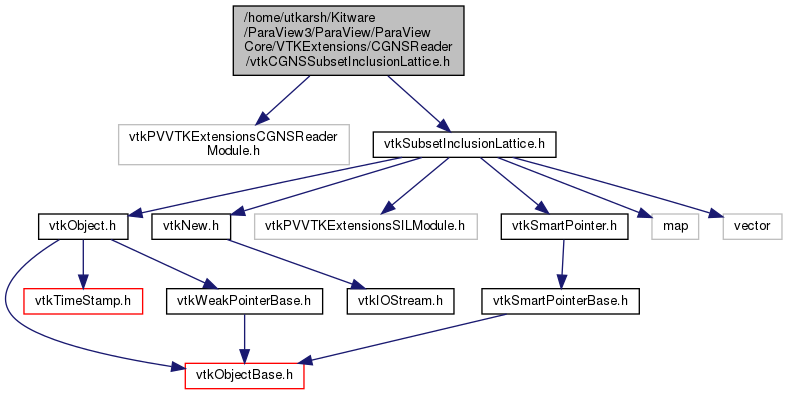 /home/utkarsh/Kitware
/ParaView3/ParaView/ParaView
Core/VTKExtensions/CGNSReader
/vtkCGNSSubsetInclusionLattice.h
vtkPVVTKExtensionsCGNSReader
Module.h
vtkSubsetInclusionLattice.h
vtkObject.h
vtkNew.h
vtkPVVTKExtensionsSILModule.h
vtkSmartPointer.h
map
vector
vtkTimeStamp.h
vtkWeakPointerBase.h
vtkIOStream.h
vtkSmartPointerBase.h
vtkObjectBase.h